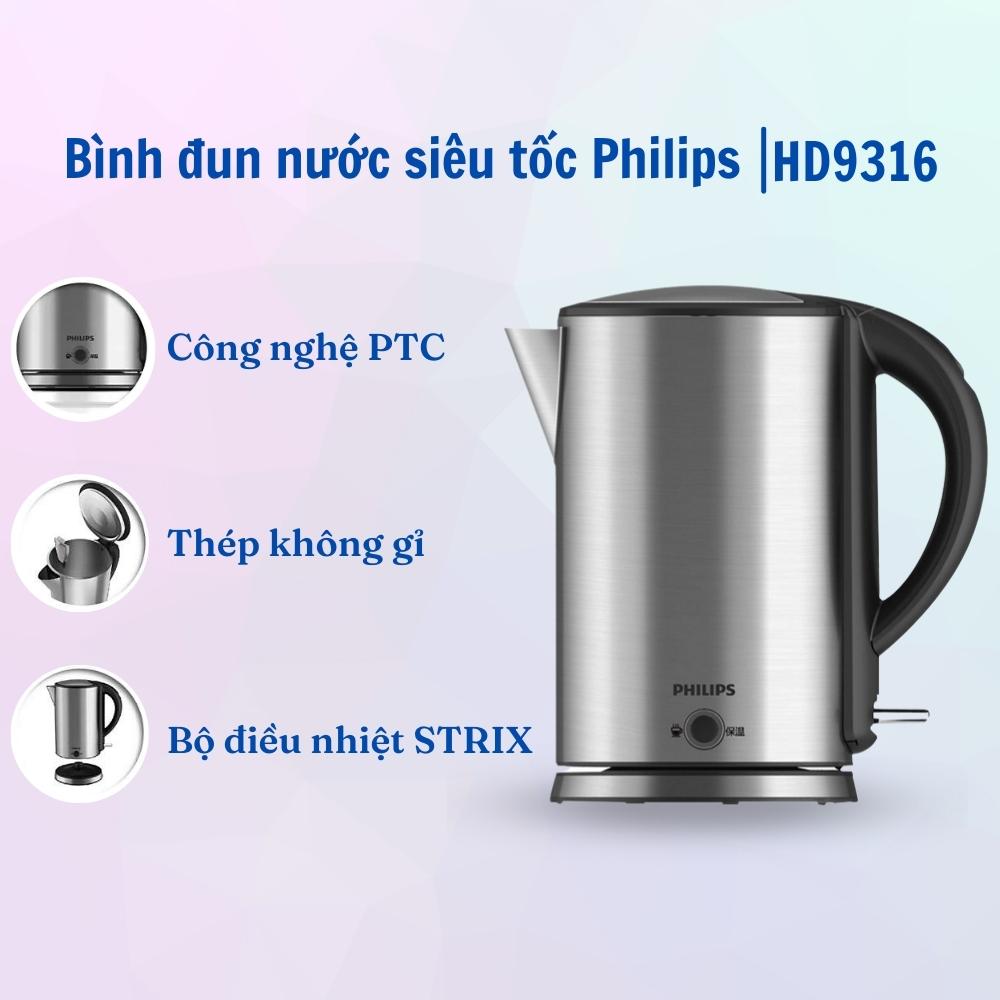 Bình đun nước siêu tốc Philips |HD9316
PHILIPS
Công nghệ PTC
Thép không gỉ
Bộ điều nhiệt STRIX
PHILIPS
保温